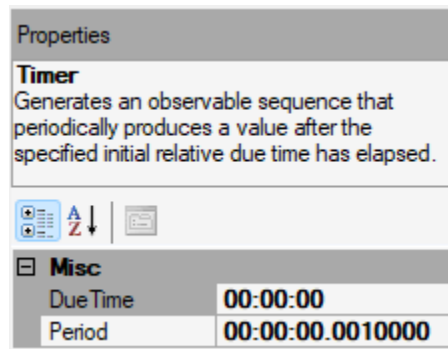 Properties
Timer
Generates an observable sequence that
periodically produces a value after the
specified initial relative due time has elapsed.
A
Z
Misc
DueTime 00:00:00
Period 00:00:00.0010000